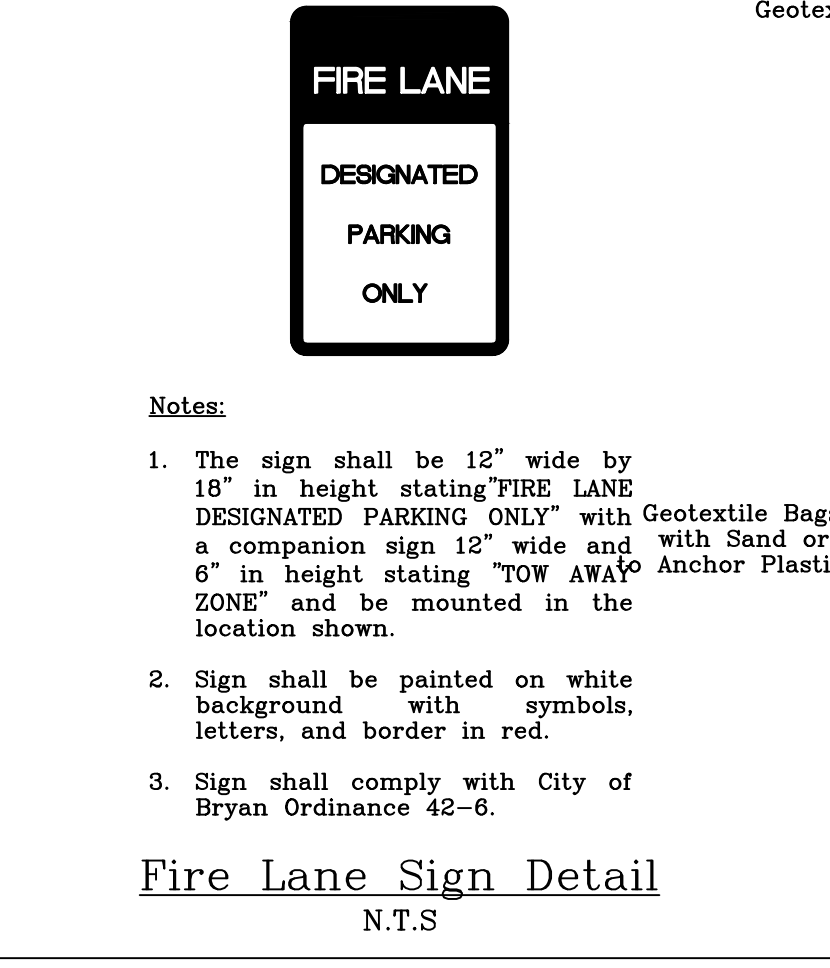 Geotex
FIRE LANE
DESIGNATED
PARKING
ONLY
Notes:
1. The sign shall be 12" wide by
18" in height stating"FIRE LANE
DESIGNATED PARKING ONLY" with
a companion sign 12" wide and
6" in height stating "TOW AWAY
ZONE" and be mounted in the
location shown.
2. Sign shall be painted on white
background with symbols,
letters, and border in red.
3. Sign shall comply with City of
Bryan Ordinance 42-6.
Geotextile Bags
with Sand or
to Anchor Plasti
Fire Lane Sign Detail
N.T.S